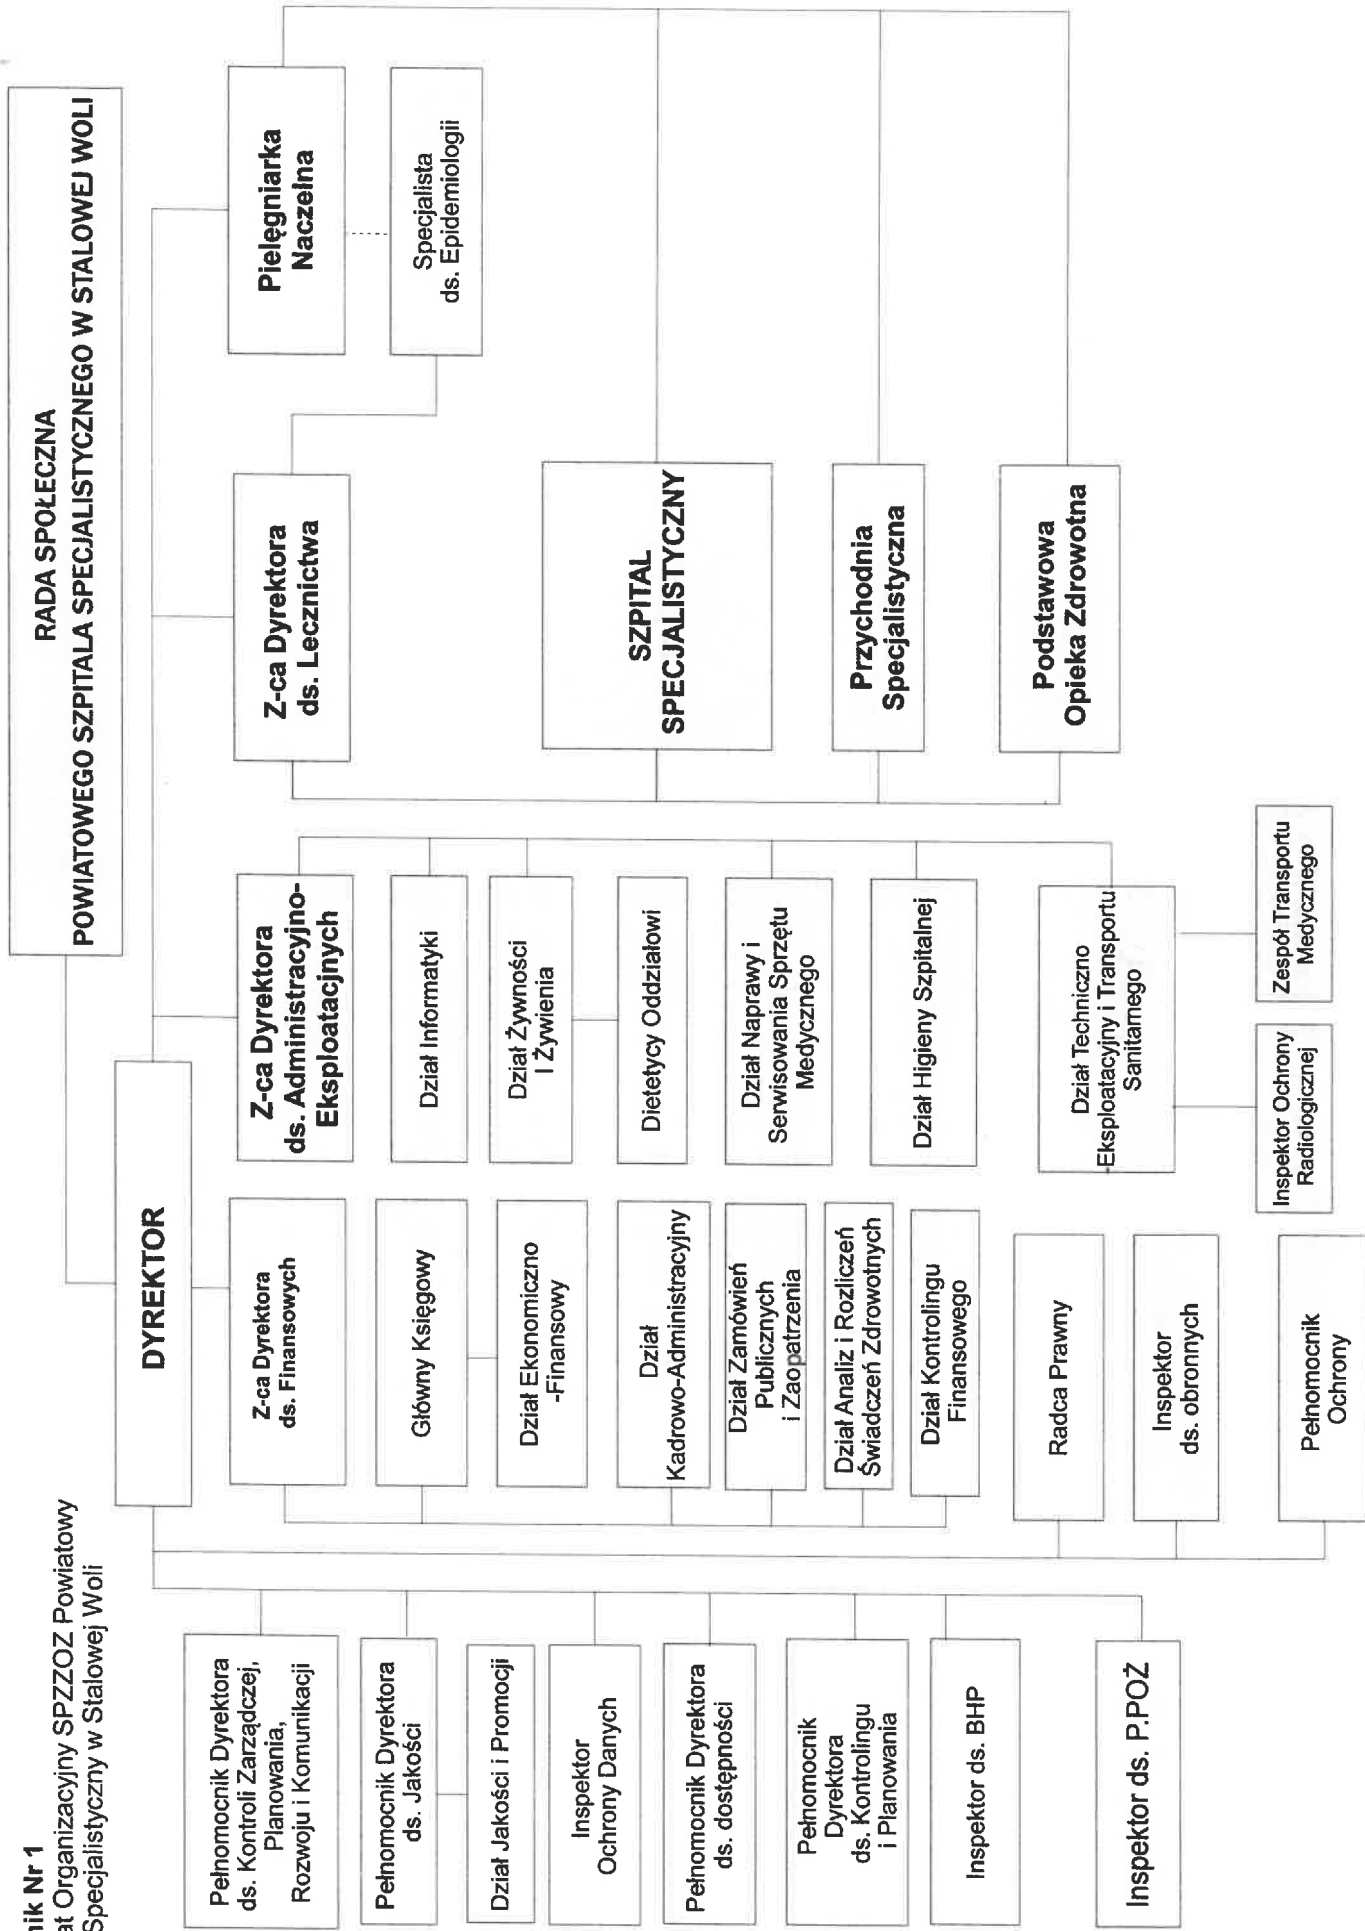 nik Nr 1
at Organizacyjny SPZZOZ Powiatowy
Specjalistyczny w Stalowej Woli
RADA SPOŁECZNA
POWIATOWEGO SZPITALA SPECJALISTYCZNEGO W STALOWEJ WOLI
DYREKTOR
Pełnomocnik Dyrektora
ds. Kontroli Zarządczej,
Planowania,
Rozwoju i Komunikacji
Pełnomocnik Dyrektora
ds. Jakości
Dział Jakości i Promocji
Inspektor
Ochrony Danych
Pełnomocnik Dyrektora
ds. dostępności
Pełnomocnik
Dyrektora
ds. Kontrolingu
i Planowania
Inspektor ds. BHP
Inspektor ds. P.POŻ
Z-ca Dyrektora
ds. Finansowych
Główny Księgowy
Dział Ekonomiczno
-Finansowy
Dział
Kadrowo-Administracyjny
Dział Zamówień
Publicznych
i Zaopatrzenia
Dział Analiz i Rozliczeń
Świadczeń Zdrowotnych
Dział Kontrolingu
Finansowego
Radca Prawny
Inspektor
ds. obronnych
Pełnomocnik
Ochrony
Z-ca Dyrektora
ds. Administracyjno-
Eksploatacjnych
Dział Informatyki
Dział Żywności
I Żywienia
Dietetycy Oddziałowi
Dział Naprawy i
Serwisowania Sprzętu
Medycznego
Dział Higieny Szpitalnej
Dział Techniczno
-Eksploatacyjny i Transportu
Sanitarnego
Inspektor Ochrony
Radiologicznej
Zespół Transportu
Medycznego
Z-ca Dyrektora
ds. Lecznictwa
SZPITAL
SPECJALISTYCZNY
Przychodnia
Specjalistyczna
Podstawowa
Opieka Zdrowotna
Pielęgniarka
Naczelna
Specjalista
ds. Epidemiologii